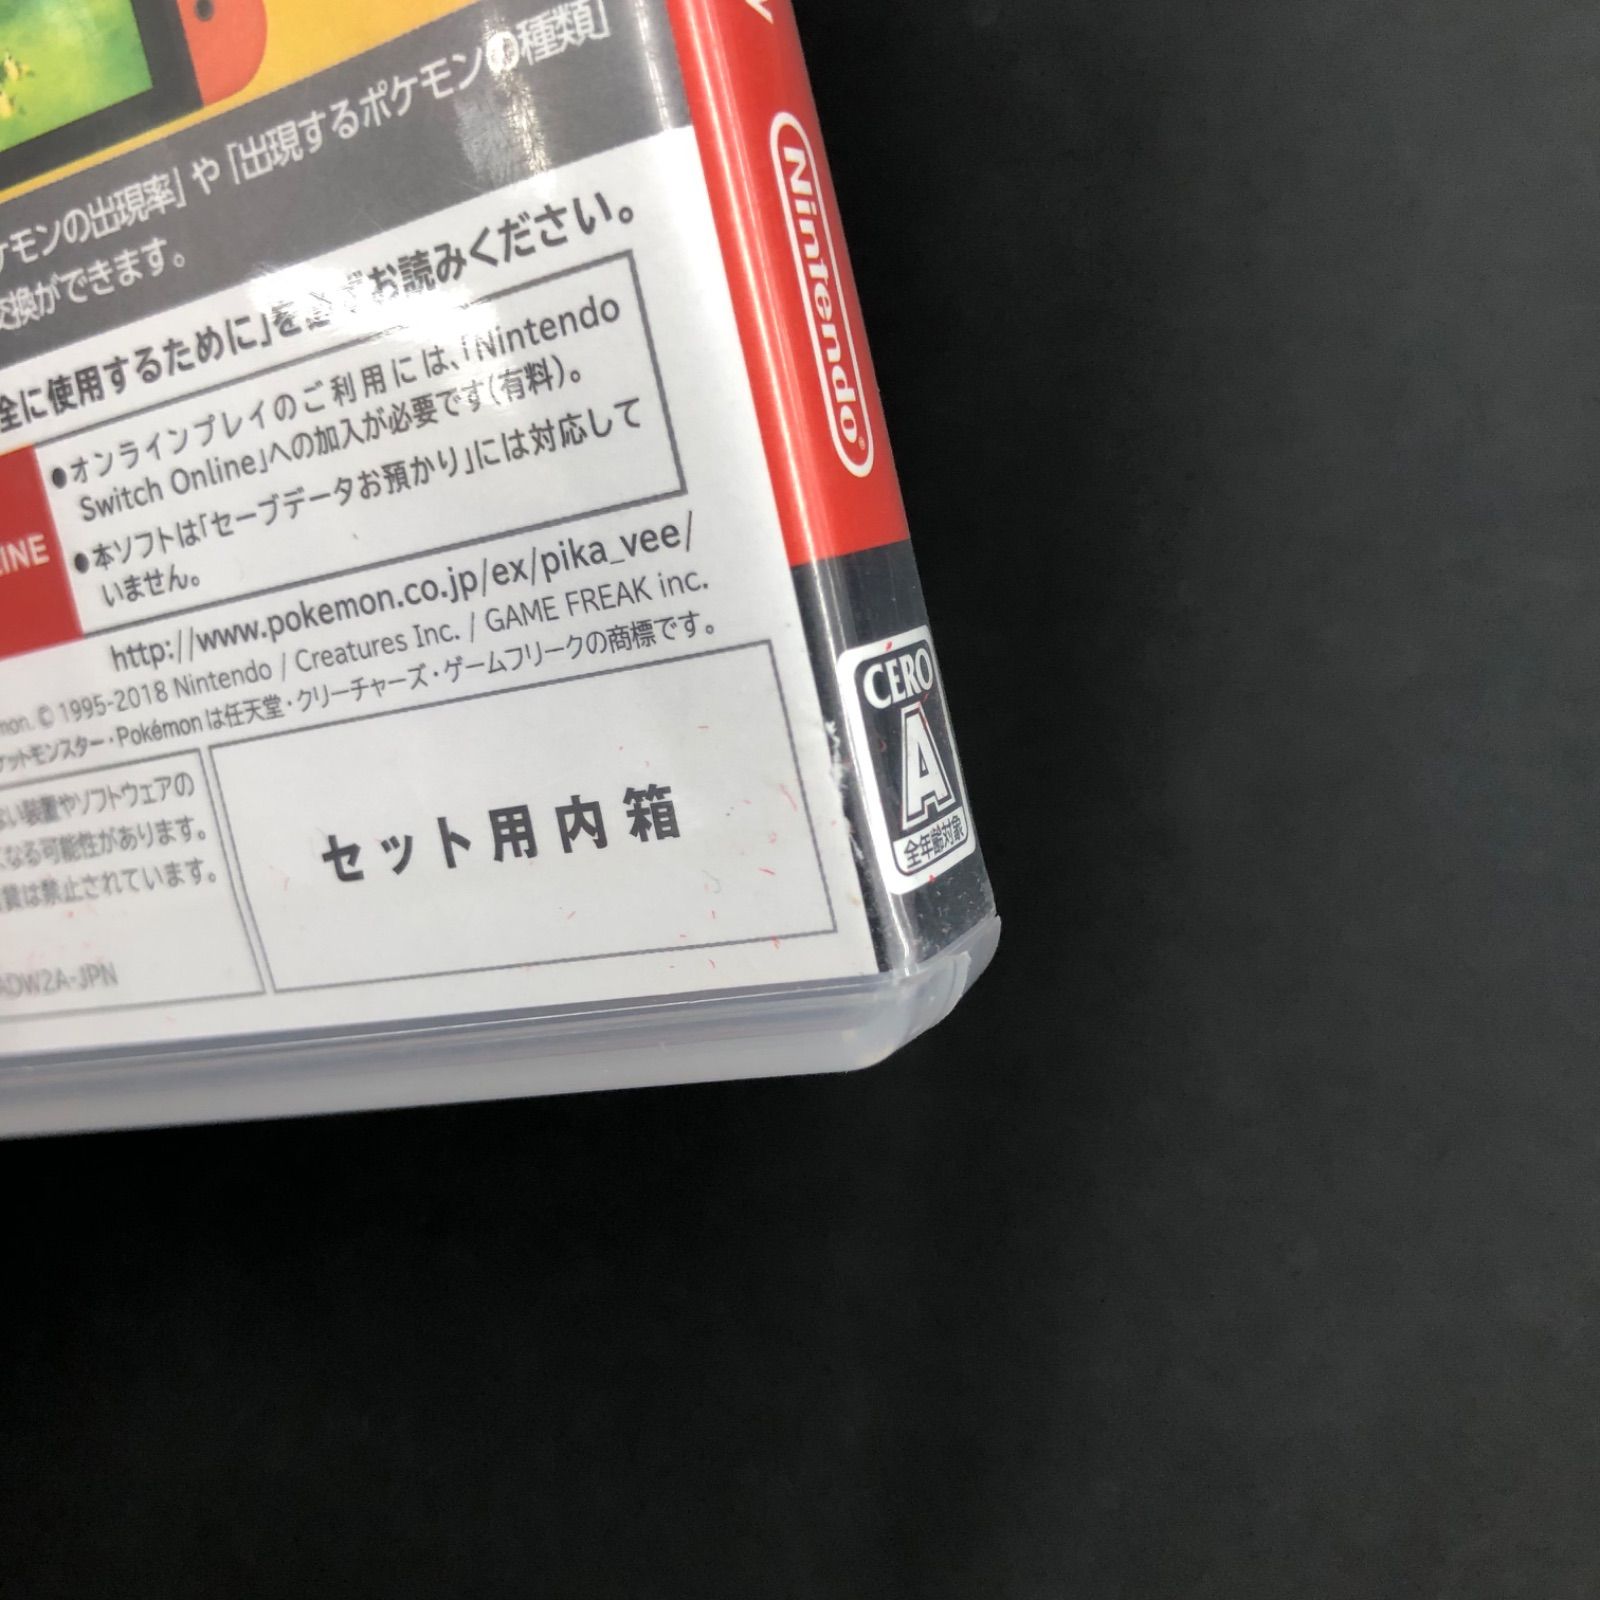 ケモンの出現率」や「出現するポケモンの種類」
交換ができます。
全に使用するために」を必ずお読みください。
LINE
●オンラインプレイのご利用には、「Nintendo
Switch Online」への加入が必要です(有料)。
●本ソフトは「セーブデータお預かり」には対応して
いません。
http://www.pokemon.co.jp/ex/pika_vee/
mon. © 1995-2018 Nintendo / Creatures Inc. / GAME FREAK inc.
ケットモンスター・Pokémonは任天堂・クリーチャーズ・ゲームフリークの商標です。
ない装置やソフトウェアの
くなる可能性があります。
賃は禁止されています。
ADW2A-JPN
セット用内箱
Nintendo®
CERO
A
全年齢対象